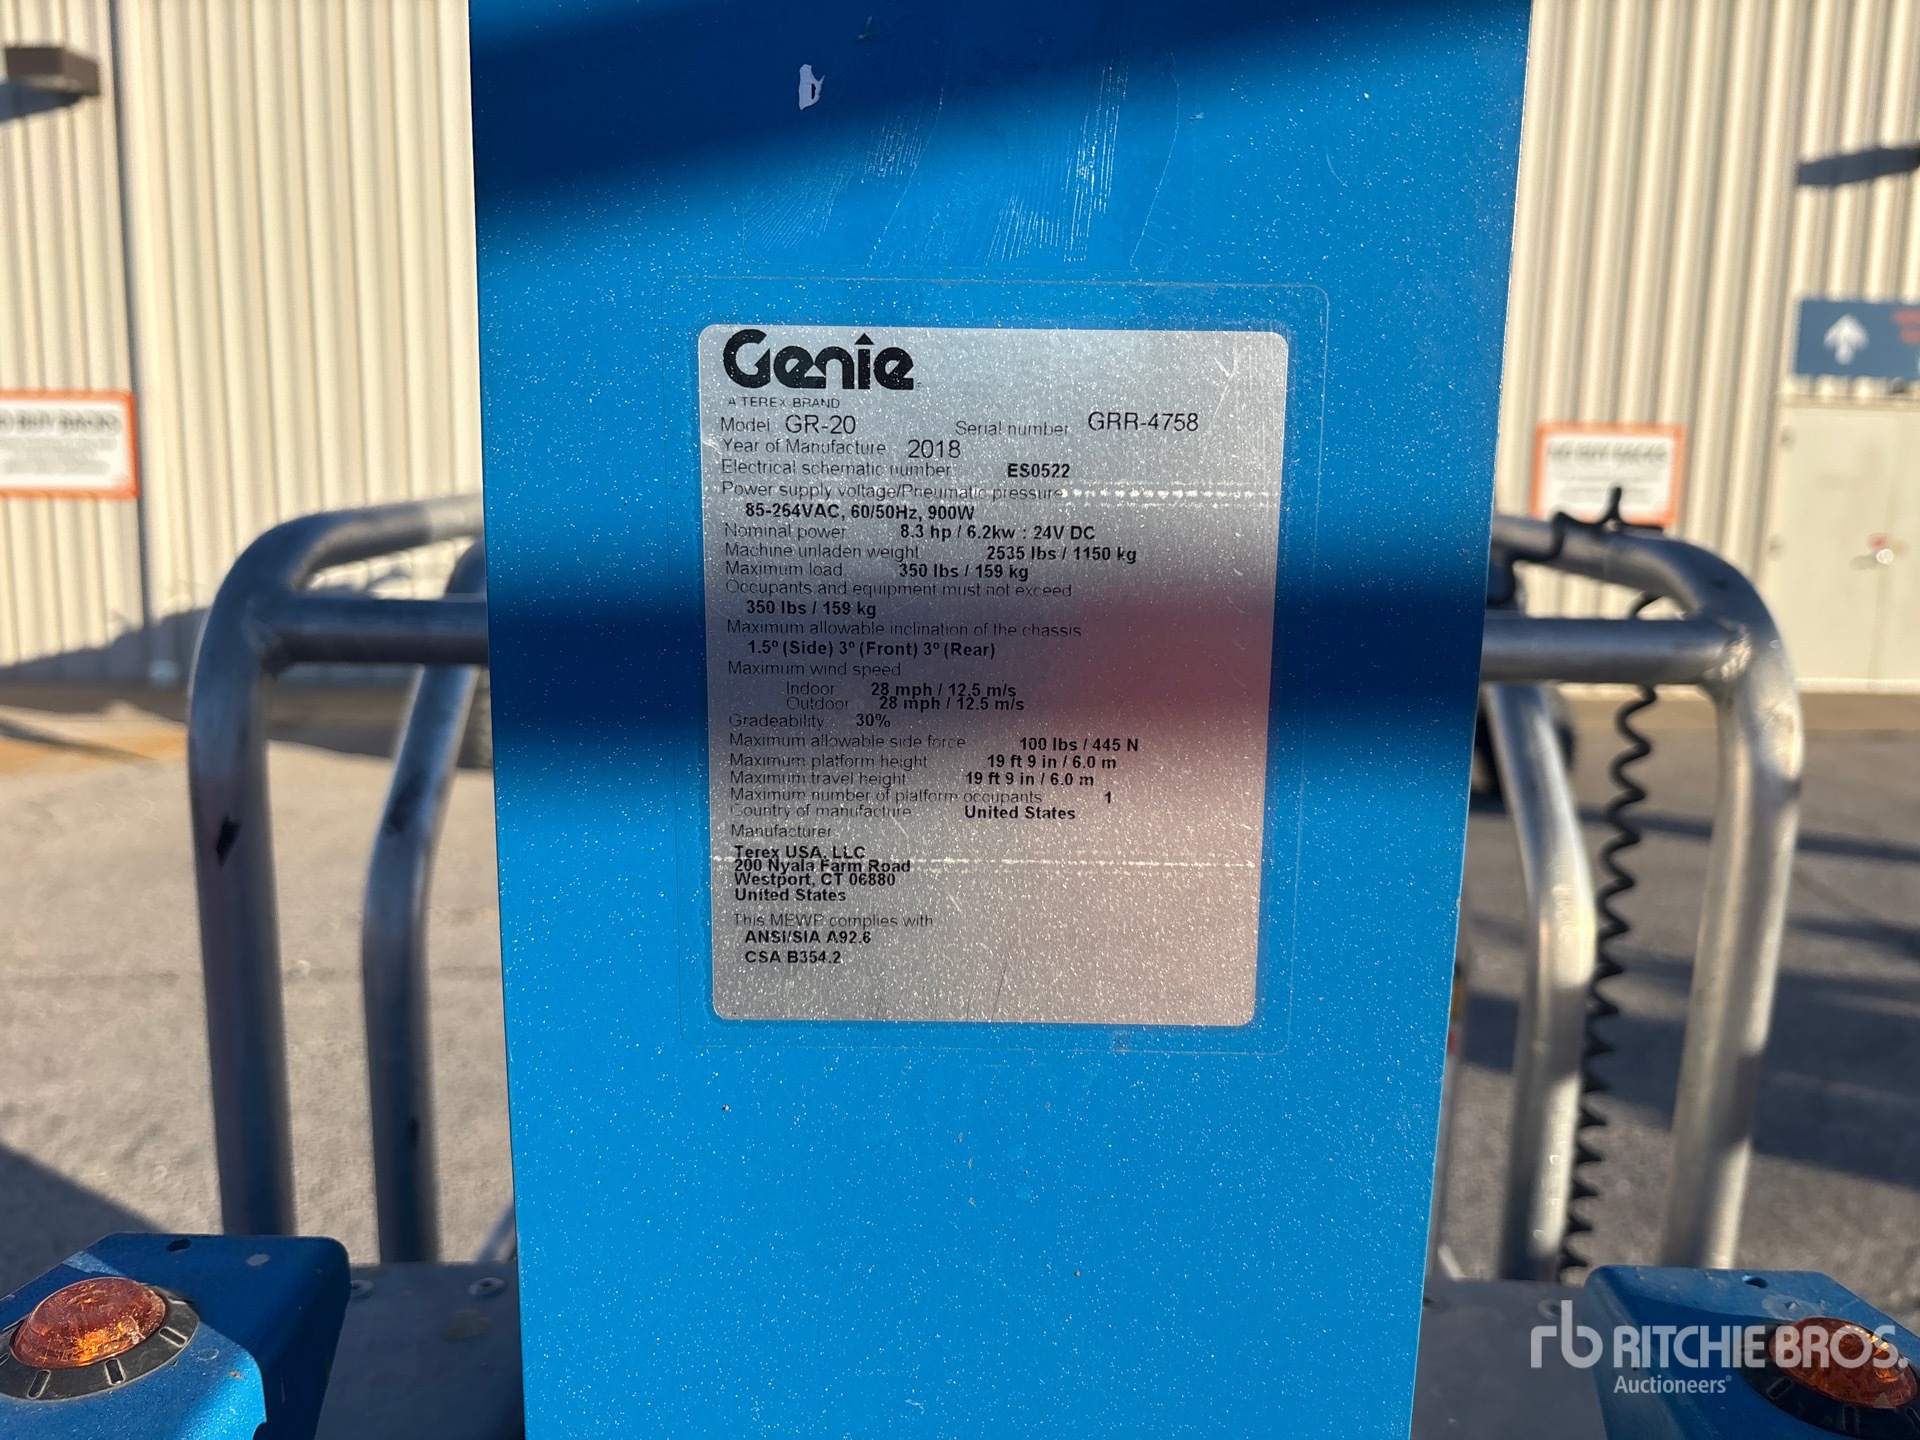 Genie
A TEREX BRAND
Model GR-20 Serial number GRR-4758
Year of Manufacture 2018
Electrical schematic number ES0522
Power supply voltage/Pneumatic pressure
85-264VAC, 60/50Hz, 900W
Nominal power 8.3 hp / 6.2kw : 24V DC
Machine unladen weight 2535 lbs / 1150 kg
Maximum load 350 lbs / 159 kg
Occupants and equipment must not exceed
350 lbs / 159 kg
Maximum allowable inclination of the chassis
1.5º (Side) 3º (Front) 3º (Rear)
Maximum wind speed
Indoor 28 mph / 12.5 m/s
Outdoor 28 mph / 12.5 m/s
Gradeability 30%
Maximum allowable side force 100 lbs / 445 N
Maximum platform height 19 ft 9 in / 6.0 m
Maximum travel height 19 ft 9 in / 6.0 m
Maximum number of platform occupants 1
Country of manufacture United States
Manufacturer
Terex USA, LLC
200 Nyala Farm Road
Westport, CT 06880
United States
This MEWP complies with
ANSI/SIA A92.6
CSA B354.2
rb RITCHIE BROS.
Auctioneers